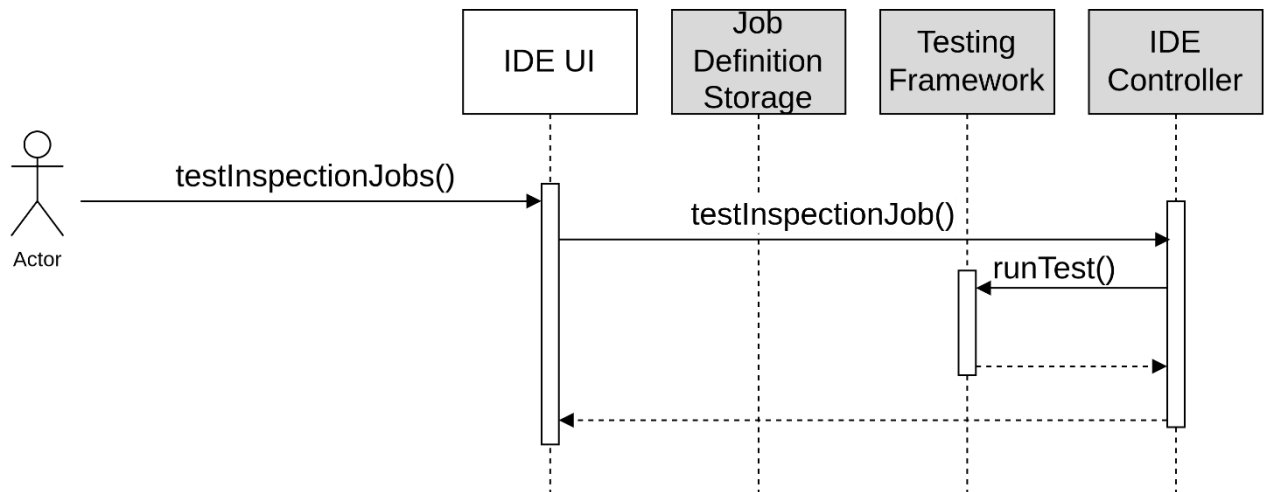 IDE UI
Job
Definition
Storage
Testing
Framework
IDE
Controller
testInspectionJobs()
testInspectionJob()
runTest()
Actor